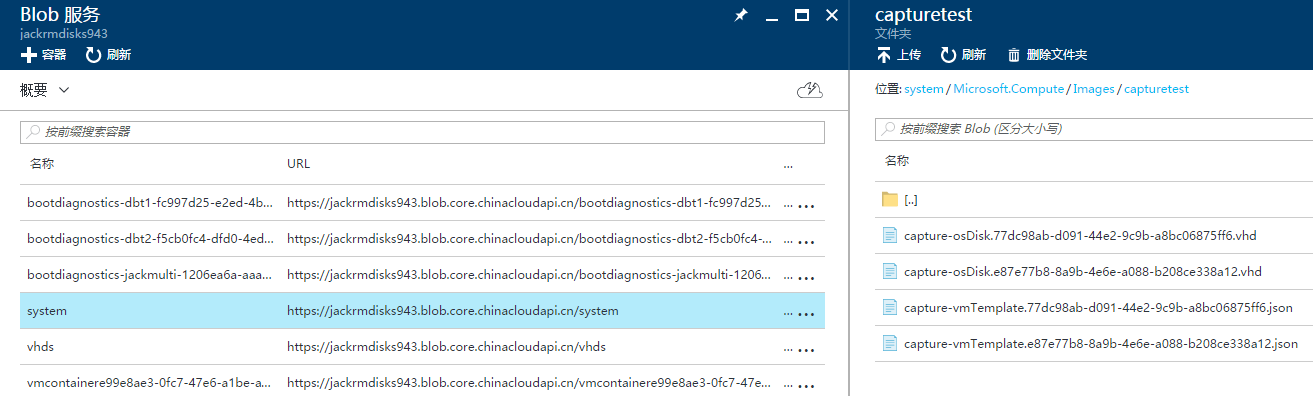 Blob 服务
jackrmdisks943
容器 刷新
概要
按前缀搜索容器
名称 URL ...
bootdiagnostics-dbt1-fc997d25-e2ed-4b... https://jackrmdisks943.blob.core.chinacloudapi.cn/bootdiagnostics-dbt1-fc997d25... ... ...
bootdiagnostics-dbt2-f5cb0fc4-dfd0-4ed... https://jackrmdisks943.blob.core.chinacloudapi.cn/bootdiagnostics-dbt2-f5cb0fc4-... ... ...
bootdiagnostics-jackmulti-1206ea6a-aaa... https://jackrmdisks943.blob.core.chinacloudapi.cn/bootdiagnostics-jackmulti-1206... ... ...
system https://jackrmdisks943.blob.core.chinacloudapi.cn/system ... ...
vhds https://jackrmdisks943.blob.core.chinacloudapi.cn/vhds ... ...
vmcontainere99e8ae3-0fc7-47e6-a1be-a... https://jackrmdisks943.blob.core.chinacloudapi.cn/vmcontainere99e8ae3-0fc7-47e... ... ...
capturetest
文件夹
上传 刷新 删除文件夹
位置: system / Microsoft.Compute / Images / capturetest
按前缀搜索 Blob (区分大小写)
名称
[..]
capture-osDisk.77dc98ab-d091-44e2-9c9b-a8bc06875ff6.vhd
capture-osDisk.e87e77b8-8a9b-4e6e-a088-b208ce338a12.vhd
capture-vmTemplate.77dc98ab-d091-44e2-9c9b-a8bc06875ff6.json
capture-vmTemplate.e87e77b8-8a9b-4e6e-a088-b208ce338a12.json